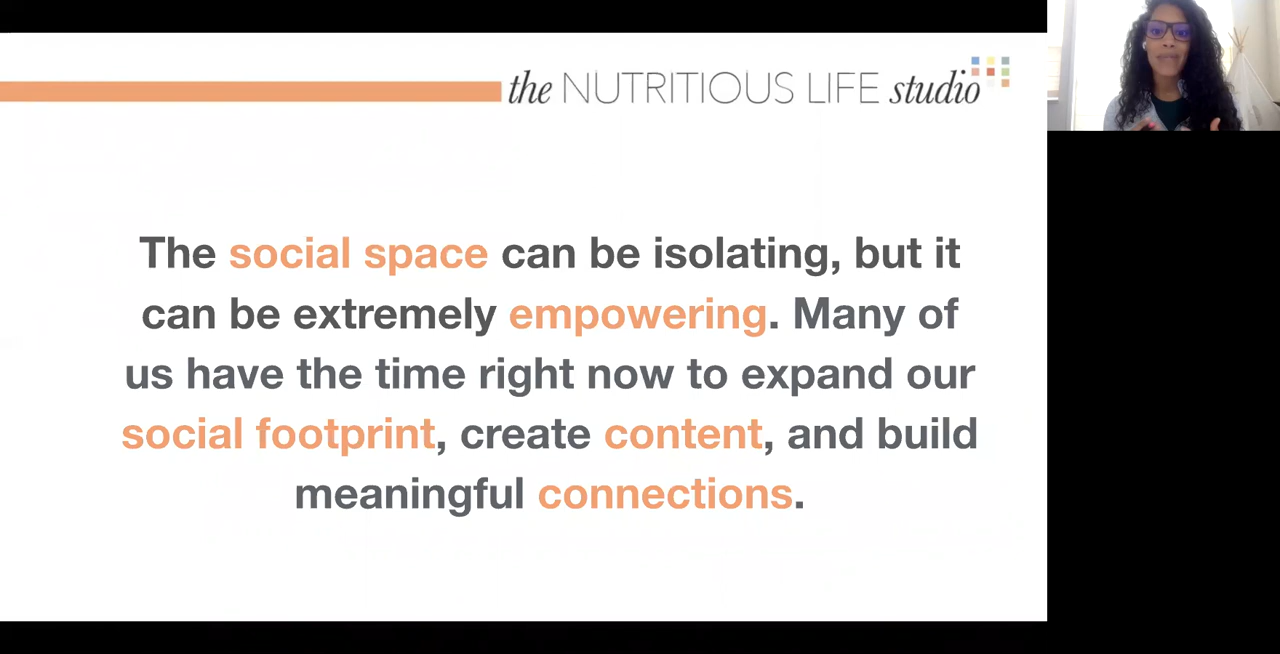 the NUTRITIOUS LIFE studio
The social space can be isolating, but it
can be extremely empowering. Many of
us have the time right now to expand our
social footprint, create content, and build
meaningful connections.